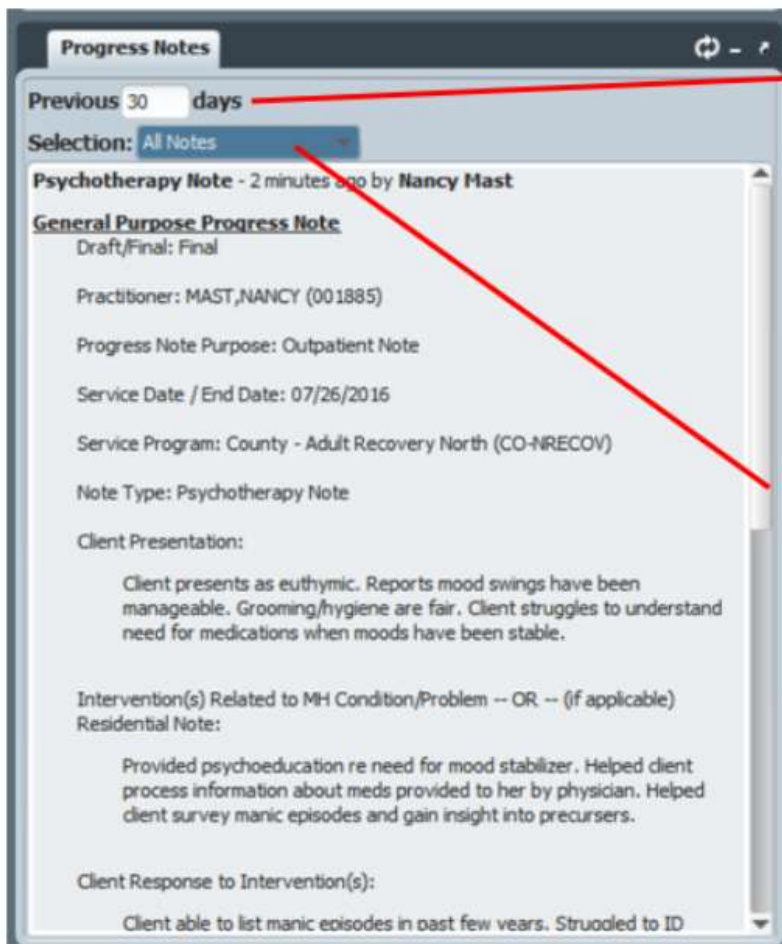 Progress Notes
Previous 30 days
Selection: All Notes
Psychotherapy Note - 2 minutes ago by Nancy Mast
General Purpose Progress Note
Draft/Final: Final
Practitioner: MAST,NANCY (001885)
Progress Note Purpose: Outpatient Note
Service Date / End Date: 07/26/2016
Service Program: County - Adult Recovery North (CO-NRECOV)
Note Type: Psychotherapy Note
Client Presentation:
Client presents as euthymic. Reports mood swings have been
manageable. Grooming/hygiene are fair. Client struggles to understand
need for medications when moods have been stable.
Intervention(s) Related to MH Condition/Problem -- OR -- (if applicable)
Residential Note:
Provided psychoeducation re need for mood stabilizer. Helped client
process information about meds provided to her by physician. Helped
client survey manic episodes and gain insight into precursers.
Client Response to Intervention(s):
Client able to list manic episodes in past few years. Struggled to ID